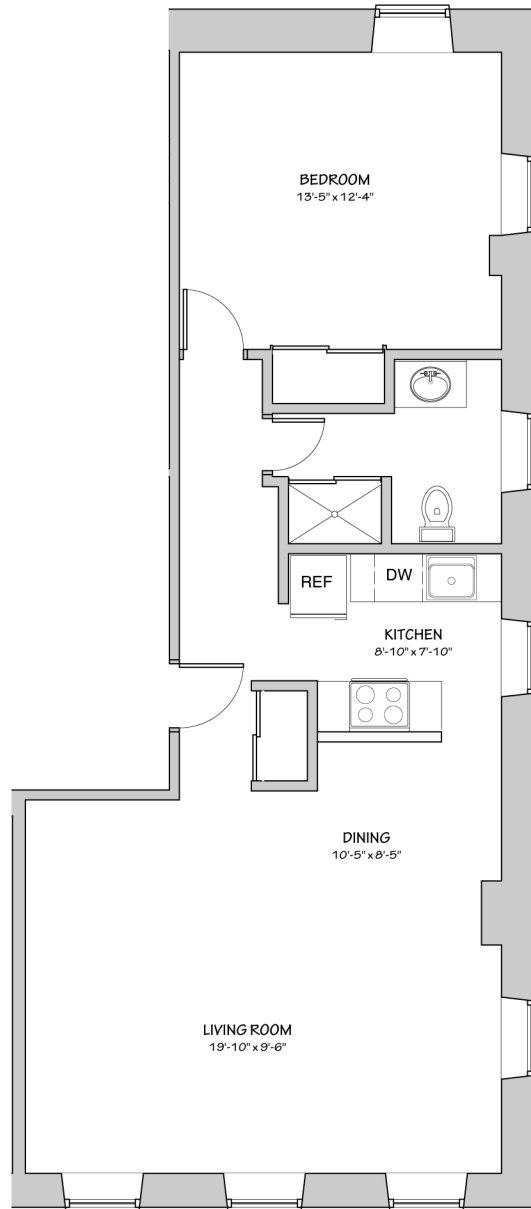 BEDROOM
13'-5" x 12'-4"
REF
DW
KITCHEN
8'-10" x 7'-10"
DINING
10'-5" x 8'-5"
LIVING ROOM
19'-10" x 9'-6"